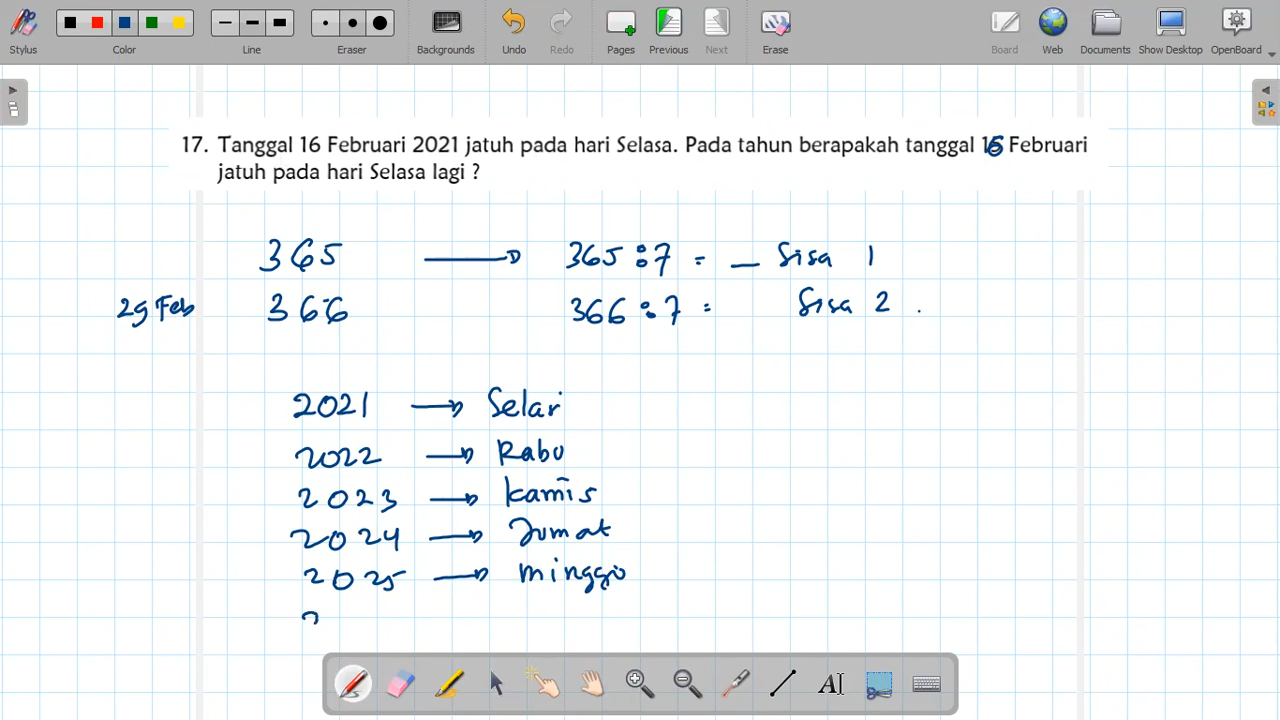 Stylus
Color
Line
Eraser
Backgrounds
Undo
Redo
Pages
Previous
Next
Erase
Board
Web
Documents
Show Desktop
OpenBoard
17. Tanggal 16 Februari 2021 jatuh pada hari Selasa. Pada tahun berapakah tanggal 16 Februari
jatuh pada hari Selasa lagi ?
365 → 365 : 7 = _ Sisa 1
29 Feb 366 366 : 7 = Sisa 2 .
2021 → Selasa
2022 → Rabu
2023 → Kamis
2024 → Jumat
2025 → minggu
2
AI